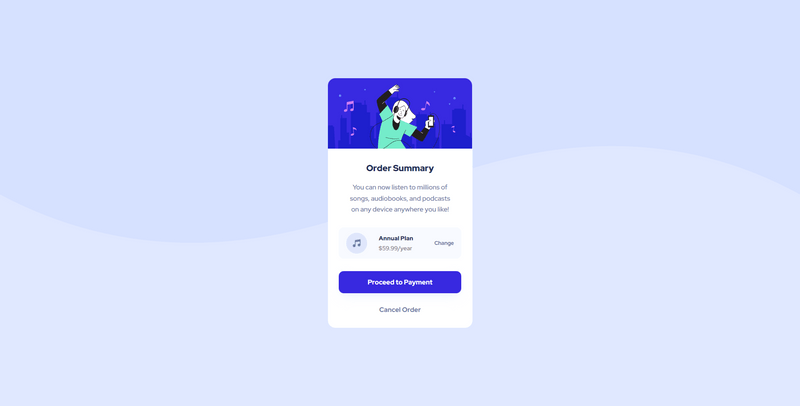 Order Summary
You can now listen to millions of
songs, audiobooks, and podcasts
on any device anywhere you like!
Annual Plan
$59.99/year
Change
Proceed to Payment
Cancel Order